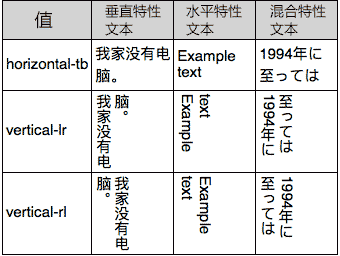 值
垂直特性
文本
水平特性
文本
混合特性
文本
horizontal-tb
我家没有电
脑。
Example
text
1994年に
至っては
vertical-lr
我家没有电
脑。
Example
text
1994年に
至っては
vertical-rl
我家没有电
脑。
Example
text
1994年に
至っては